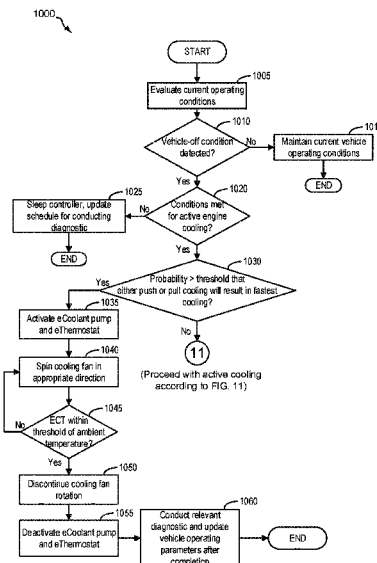 1000
START
1005
Evaluate current operating
conditions
1010
Vehicle-off condition
detected?
No
101
Maintain current vehicle
operating conditions
END
Yes
1020
Conditions met
for active engine
cooling?
No
1025
Sleep controller, update
schedule for conducting
diagnostic
END
Yes
1030
Probability > threshold that
either push or pull cooling will result in fastest
cooling?
Yes
No
11
(Proceed with active cooling
according to FIG. 11)
1035
Activate eCoolant pump
and eThermostat
1040
Spin cooling fan in
appropriate direction
1045
ECT within
threshold of ambient
temperature?
No
Yes
1050
Discontinue cooling fan
rotation
1055
Deactivate eCoolant pump
and eThermostat
1060
Conduct relevant
diagnostic and update
vehicle operating
parameters after
completion
END